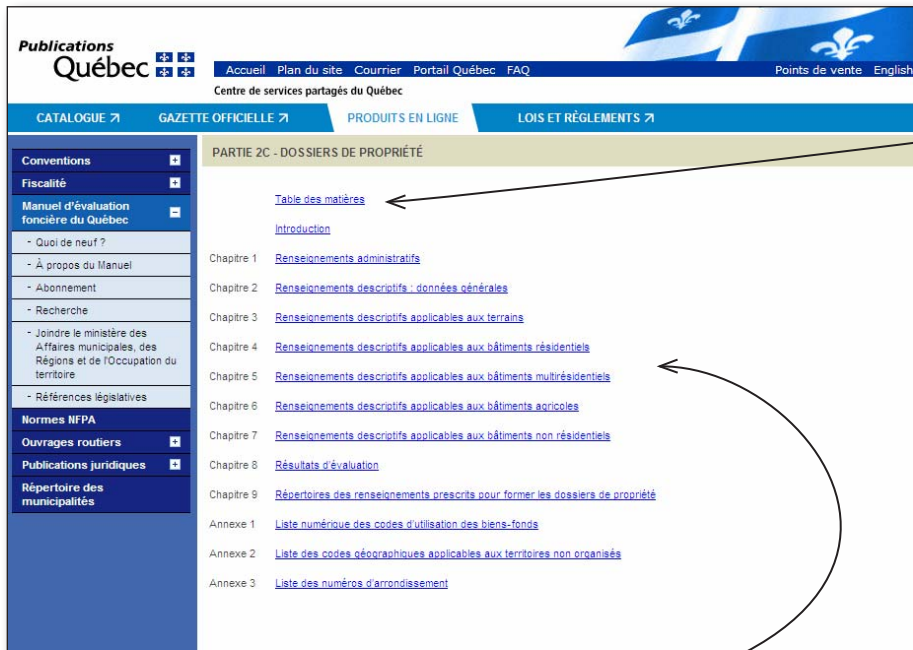 Publications
Québec
Accueil Plan du site Courrier Portail Québec FAQ
Points de vente English
Centre de services partagés du Québec
CATALOGUE
GAZETTE OFFICIELLE
PRODUITS EN LIGNE
LOIS ET RÈGLEMENTS
Conventions
Fiscalité
Manuel d'évaluation
foncière du Québec
- Quoi de neuf ?
- À propos du Manuel
- Abonnement
- Recherche
- Joindre le ministère des
Affaires municipales, des
Régions et de l'Occupation du
territoire
- Références législatives
Normes NFPA
Ouvrages routiers
Publications juridiques
Répertoire des
municipalités
PARTIE 2C - DOSSIERS DE PROPRIÉTÉ
Table des matières
Introduction
Chapitre 1 Renseignements administratifs
Chapitre 2 Renseignements descriptifs : données générales
Chapitre 3 Renseignements descriptifs applicables aux terrains
Chapitre 4 Renseignements descriptifs applicables aux bâtiments résidentiels
Chapitre 5 Renseignements descriptifs applicables aux bâtiments multirésidentiels
Chapitre 6 Renseignements descriptifs applicables aux bâtiments agricoles
Chapitre 7 Renseignements descriptifs applicables aux bâtiments non résidentiels
Chapitre 8 Résultats d'évaluation
Chapitre 9 Répertoires des renseignements prescrits pour former les dossiers de propriété
Annexe 1 Liste numérique des codes d'utilisation des biens-fonds
Annexe 2 Liste des codes géographiques applicables aux territoires non organisés
Annexe 3 Liste des numéros d'arrondissement